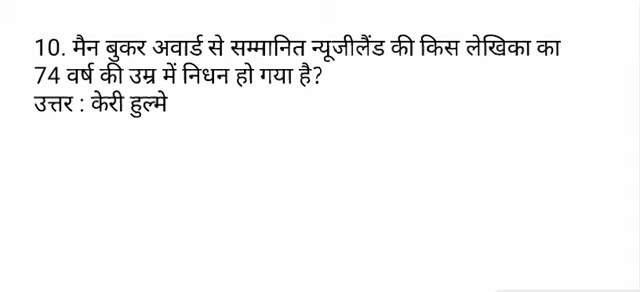 10. मैन बुकर अवार्ड से सम्मानित न्यूजीलैंड की किस लेखिका का
74 वर्ष की उम्र में निधन हो गया है?
उत्तर : केरी हुल्मे